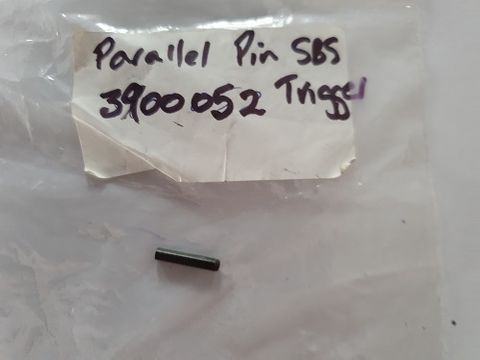 Parallel Pin SBS
3900052 Trigger